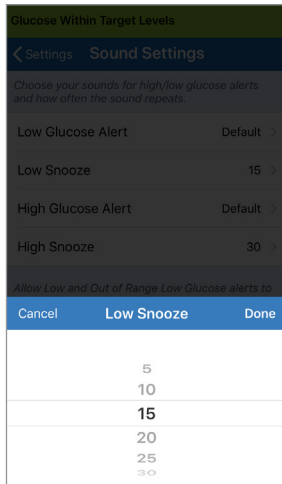 Glucose Within Target Levels
Settings Sound Settings
Choose your sounds for high/low glucose alerts
and how often the sound repeats.
Low Glucose Alert Default
Low Snooze 15
High Glucose Alert Default
High Snooze 30
Allow Low and Out of Range Low Glucose alerts to
Cancel Low Snooze Done
5
10
15
20
25
30